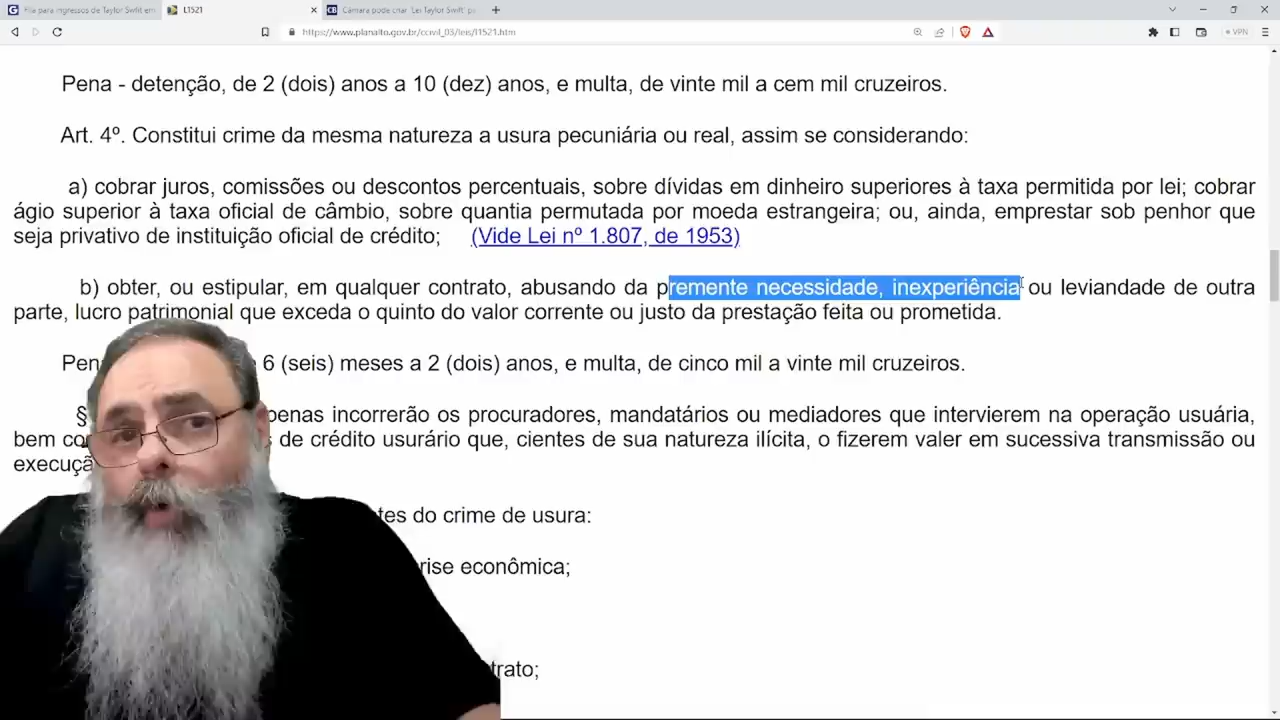 Fila para ingressos de Taylor Swift em
L1521
Câmara pode criar 'Lei Taylor Swift' pa
https://www.planalto.gov.br/ccivil_03/leis/l1521.htm
VPN
Pena - detenção, de 2 (dois) anos a 10 (dez) anos, e multa, de vinte mil a cem mil cruzeiros.
Art. 4º. Constitui crime da mesma natureza a usura pecuniária ou real, assim se considerando:
a) cobrar juros, comissões ou descontos percentuais, sobre dívidas em dinheiro superiores à taxa permitida por lei; cobrar
ágio superior à taxa oficial de câmbio, sobre quantia permutada por moeda estrangeira; ou, ainda, emprestar sob penhor que
seja privativo de instituição oficial de crédito; (Vide Lei nº 1.807, de 1953)
b) obter, ou estipular, em qualquer contrato, abusando da premente necessidade, inexperiência ou leviandade de outra
parte, lucro patrimonial que exceda o quinto do valor corrente ou justo da prestação feita ou prometida.
Pen 6 (seis) meses a 2 (dois) anos, e multa, de cinco mil a vinte mil cruzeiros.
§ penas incorrerão os procuradores, mandatários ou mediadores que intervierem na operação usuária,
bem co de crédito usurário que, cientes de sua natureza ilícita, o fizerem valer em sucessiva transmissão ou
execuçã
tes do crime de usura:
rise econômica;
trato;